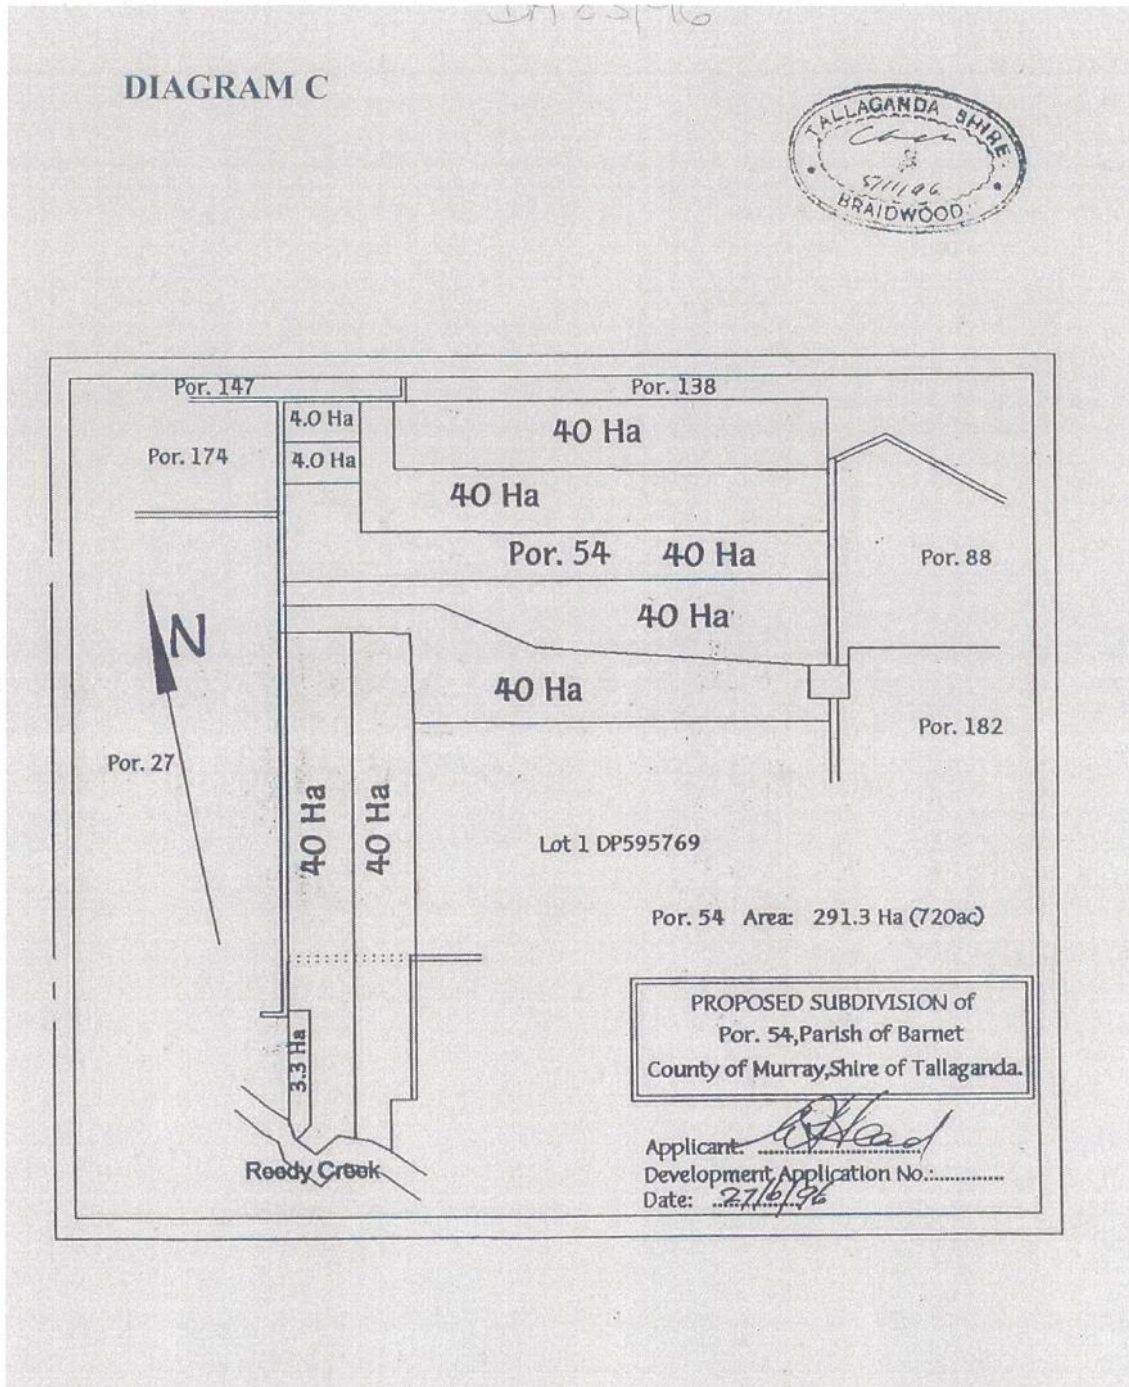 DIAGRAM C
TALLAGANDA SHIRE
5/11/96
BRAIDWOOD
Por. 147
Por. 138
4.0 Ha
40 Ha
Por. 174
4.0 Ha
40 Ha
Por. 54 40 Ha
Por. 88
N
40 Ha
40 Ha
Por. 182
Por. 27
40 Ha
40 Ha
Lot 1 DP595769
Por. 54 Area: 291.3 Ha (720ac)
PROPOSED SUBDIVISION of
Por. 54,Parish of Barnet
County of Murray,Shire of Tallaganda.
3.3 Ha
Applicant:
Reedy Creek
Development Application No.:
Date: 27/6/96